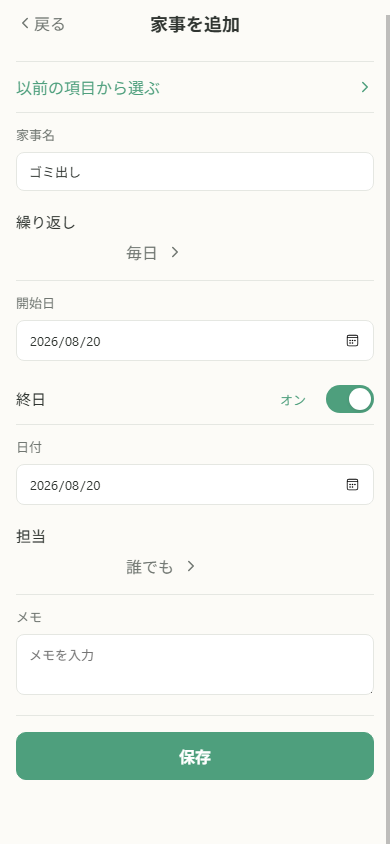 戻る
家事を追加
以前の項目から選ぶ
家事名
ゴミ出し
繰り返し
毎日
開始日
2026/08/20
終日
オン
日付
2026/08/20
担当
誰でも
メモ
メモを入力
保存